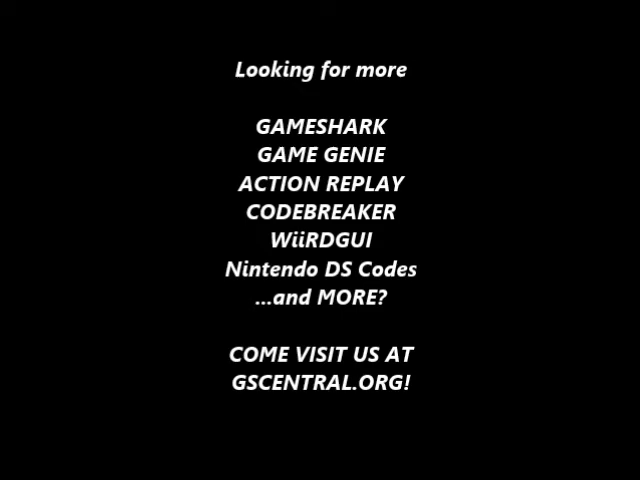 Looking for more
GAMESHARK
GAME GENIE
ACTION REPLAY
CODEBREAKER
WiiRDGUI
Nintendo DS Codes
...and MORE?
COME VISIT US AT
GSCENTRAL.ORG!